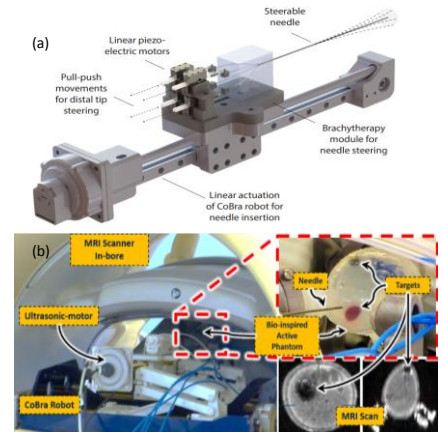 (a)
Steerable
needle
Linear piezo-
electric motors
Pull-push
movements
for distal tip
steering
Brachytherapy
module for
needle steering
Linear actuation
of CoBra robot for
needle insertion
(b)
MRI Scanner
In-bore
Needle
Targets
Ultrasonic-motor
Bio-inspired
Active
Phantom
CoBra Robot
MRI Scan